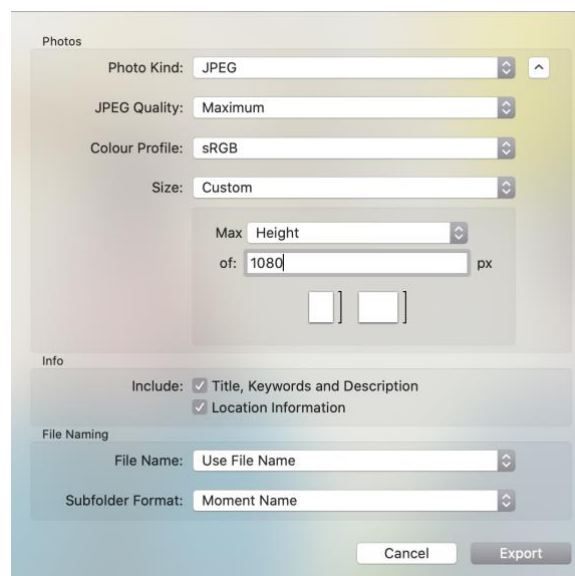 Photos
Photo Kind: JPEG
JPEG Quality: Maximum
Colour Profile: sRGB
Size: Custom
Max Height
of: 1080 px
Info
Include: Title, Keywords and Description
Location Information
File Naming
File Name: Use File Name
Subfolder Format: Moment Name
Cancel Export